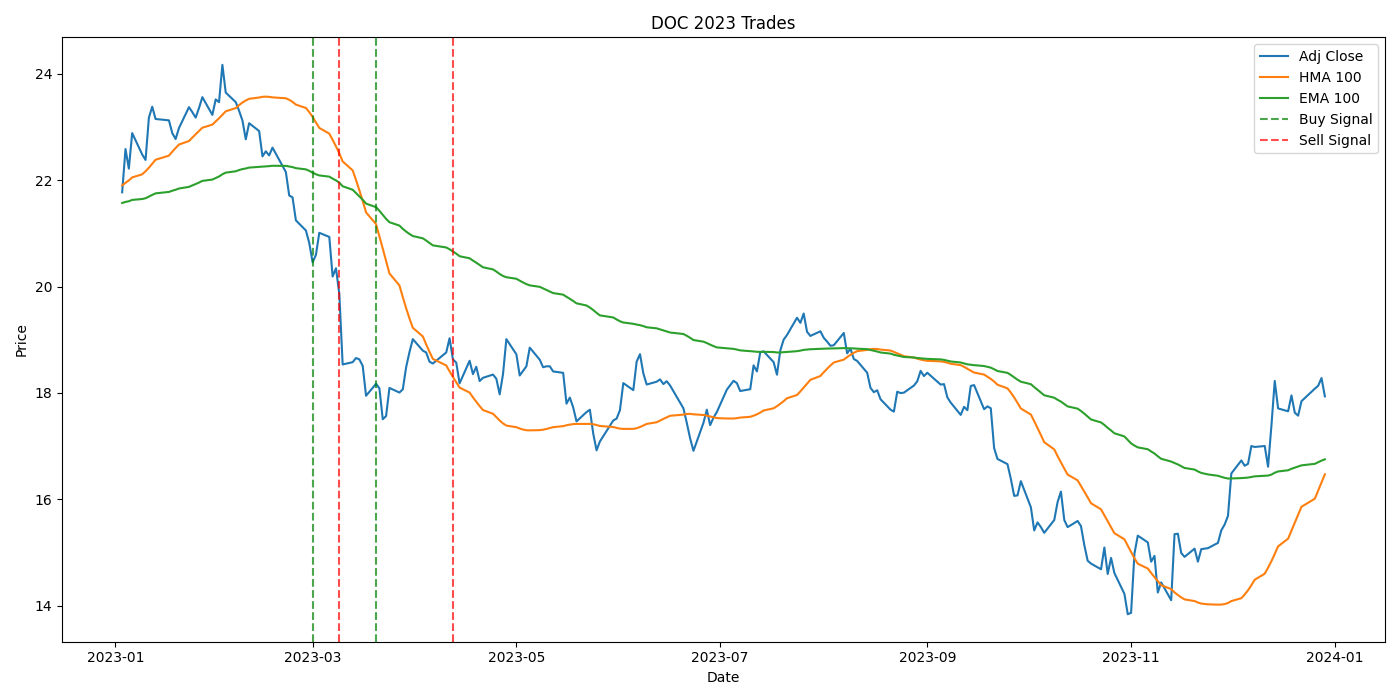 DOC 2023 Trades
Adj Close
HMA 100
EMA 100
Buy Signal
Sell Signal
Price
24
22
20
18
16
14
2023-01
2023-03
2023-05
2023-07
2023-09
2023-11
2024-01
Date